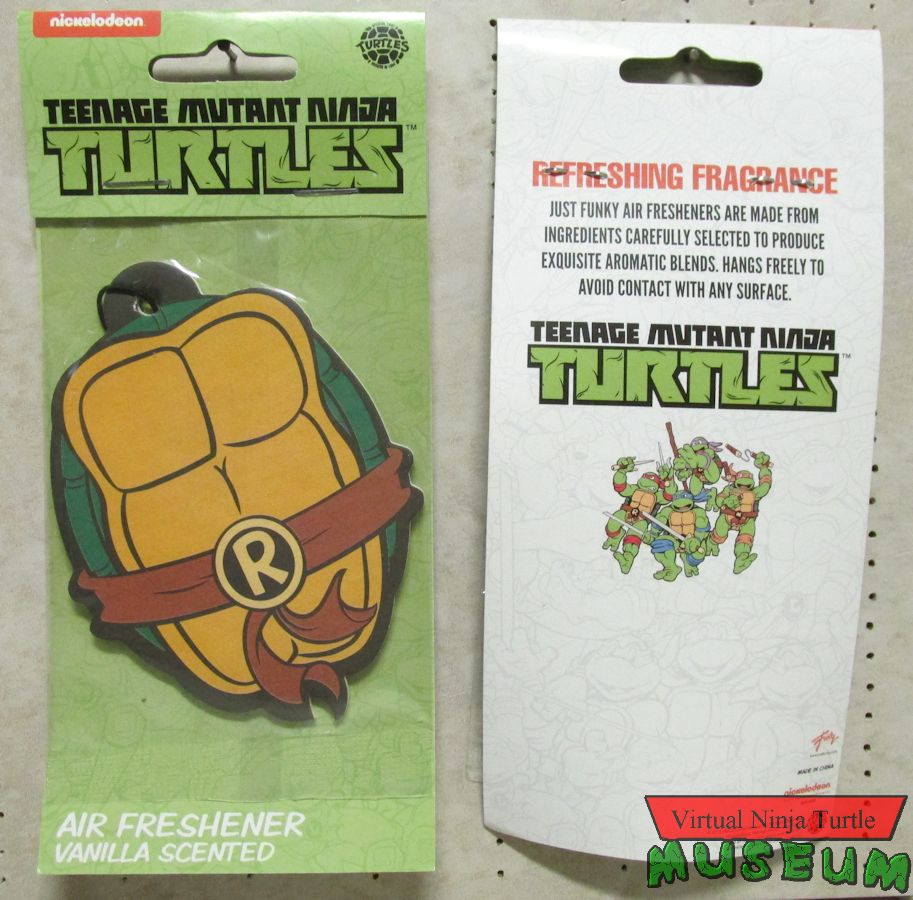 nickelodeon
TURTLES
TEENAGE MUTANT NINJA
TURTLES™
R
AIR FRESHENER
VANILLA SCENTED
REFRESHING FRAGRANCE
JUST FUNKY AIR FRESHENERS ARE MADE FROM
INGREDIENTS CAREFULLY SELECTED TO PRODUCE
EXQUISITE AROMATIC BLENDS. HANGS FREELY TO
AVOID CONTACT WITH ANY SURFACE.
TEENAGE MUTANT NINJA
TURTLES™
MADE IN CHINA
nickelodeon
Virtual Ninja Turtle
MUSEUM